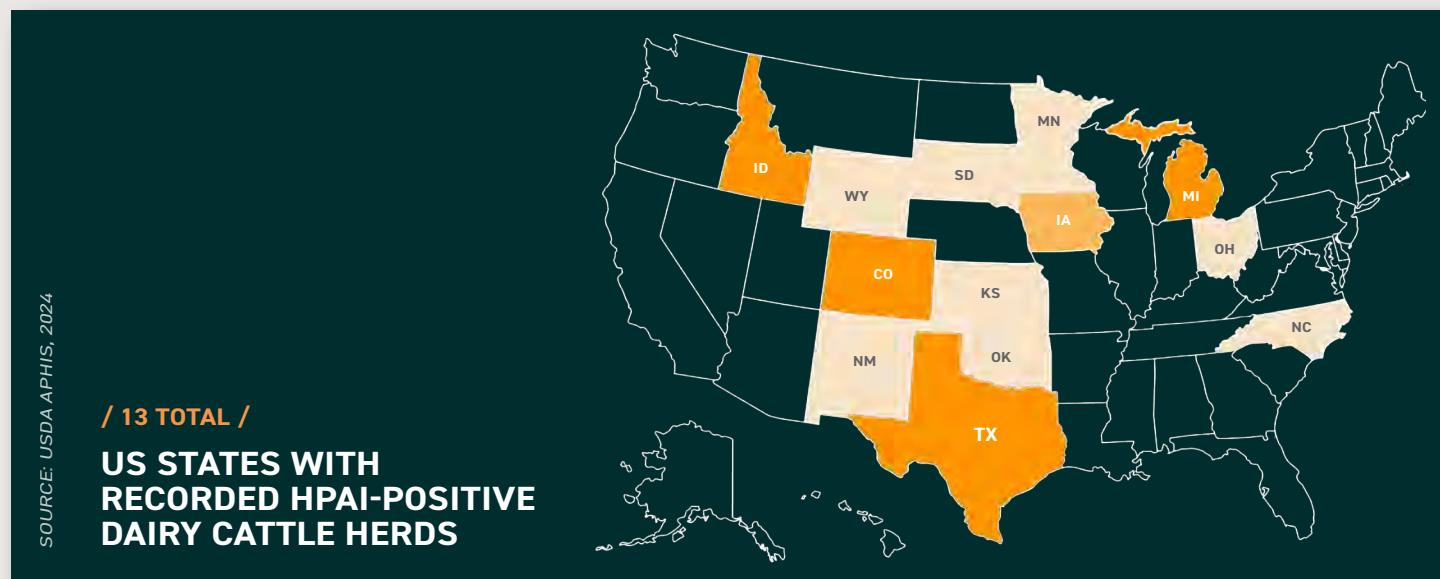 MN
ID
SD
WY
MI
IA
OH
CO
KS
NC
NM
OK
TX
/ 13 TOTAL /
US STATES WITH
RECORDED HPAI-POSITIVE
DAIRY CATTLE HERDS
SOURCE: USDA APHIS, 2024